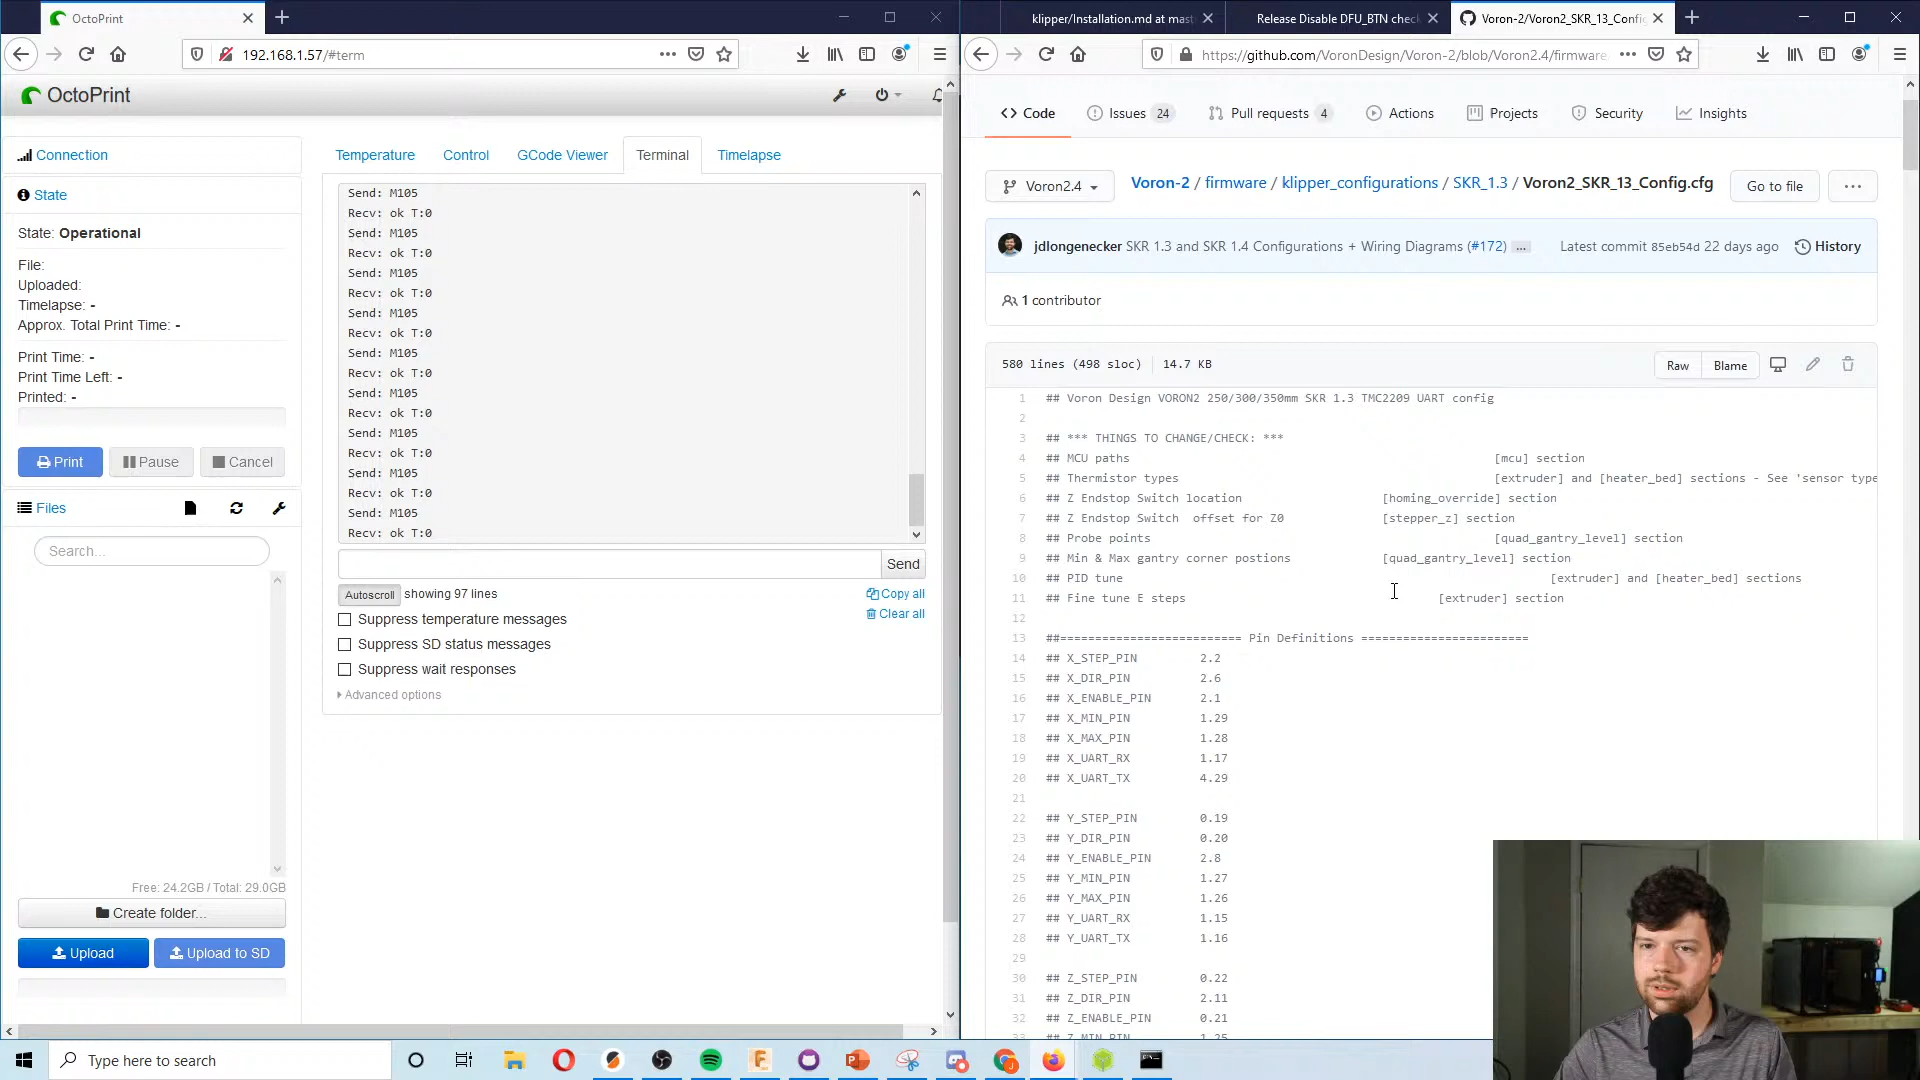 OctoPrint
192.168.1.57/#term
OctoPrint
Connection
State
State: Operational
File:
Uploaded:
Timelapse: -
Approx. Total Print Time: -
Print Time: -
Print Time Left: -
Printed: -
Print
Pause
Cancel
Files
Search...
Free: 24.2GB / Total: 29.0GB
Create folder...
Upload
Upload to SD
Temperature
Control
GCode Viewer
Terminal
Timelapse
Send: M105
Recv: ok T:0
Send: M105
Recv: ok T:0
Send: M105
Recv: ok T:0
Send: M105
Recv: ok T:0
Send: M105
Recv: ok T:0
Send: M105
Recv: ok T:0
Send: M105
Recv: ok T:0
Send: M105
Recv: ok T:0
Send: M105
Recv: ok T:0
Send
Autoscroll showing 97 lines
Copy all
Clear all
Suppress temperature messages
Suppress SD status messages
Suppress wait responses
Advanced options
klipper/Installation.md at mast
Release Disable DFU_BTN check
Voron-2/Voron2_SKR_13_Config
https://github.com/VoronDesign/Voron-2/blob/Voron2.4/firmware
Code
Issues 24
Pull requests 4
Actions
Projects
Security
Insights
Voron2.4
Voron-2 / firmware / klipper_configurations / SKR_1.3 / Voron2_SKR_13_Config.cfg
Go to file
...
jdlongenecker SKR 1.3 and SKR 1.4 Configurations + Wiring Diagrams (#172) ...
Latest commit 85eb54d 22 days ago
History
1 contributor
580 lines (498 sloc) 14.7 KB
Raw
Blame
1 ## Voron Design VORON2 250/300/350mm SKR 1.3 TMC2209 UART config
2
3 ## *** THINGS TO CHANGE/CHECK: ***
4 ## MCU paths [mcu] section
5 ## Thermistor types [extruder] and [heater_bed] sections - See 'sensor type
6 ## Z Endstop Switch location [homing_override] section
7 ## Z Endstop Switch offset for Z0 [stepper_z] section
8 ## Probe points [quad_gantry_level] section
9 ## Min & Max gantry corner postions [quad_gantry_level] section
10 ## PID tune [extruder] and [heater_bed] sections
11 ## Fine tune E steps [extruder] section
12
13 ##========================== Pin Definitions ========================
14 ## X_STEP_PIN 2.2
15 ## X_DIR_PIN 2.6
16 ## X_ENABLE_PIN 2.1
17 ## X_MIN_PIN 1.29
18 ## X_MAX_PIN 1.28
19 ## X_UART_RX 1.17
20 ## X_UART_TX 4.29
21
22 ## Y_STEP_PIN 0.19
23 ## Y_DIR_PIN 0.20
24 ## Y_ENABLE_PIN 2.8
25 ## Y_MIN_PIN 1.27
26 ## Y_MAX_PIN 1.26
27 ## Y_UART_RX 1.15
28 ## Y_UART_TX 1.16
29
30 ## Z_STEP_PIN 0.22
31 ## Z_DIR_PIN 2.11
32 ## Z_ENABLE_PIN 0.21
33 ## Z_MIN_PIN 1.25
Type here to search